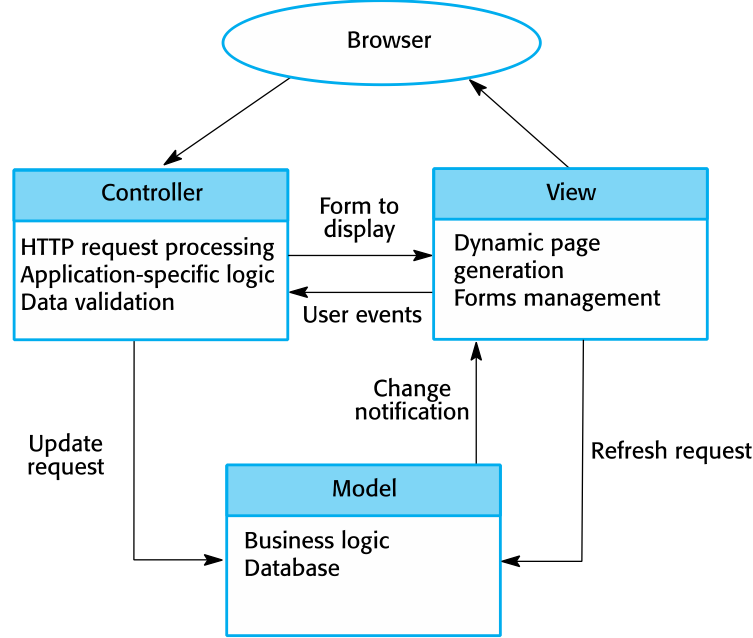 Browser
Controller
HTTP request processing
Application-specific logic
Data validation
Form to
display
User events
View
Dynamic page
generation
Forms management
Update
request
Change
notification
Refresh request
Model
Business logic
Database